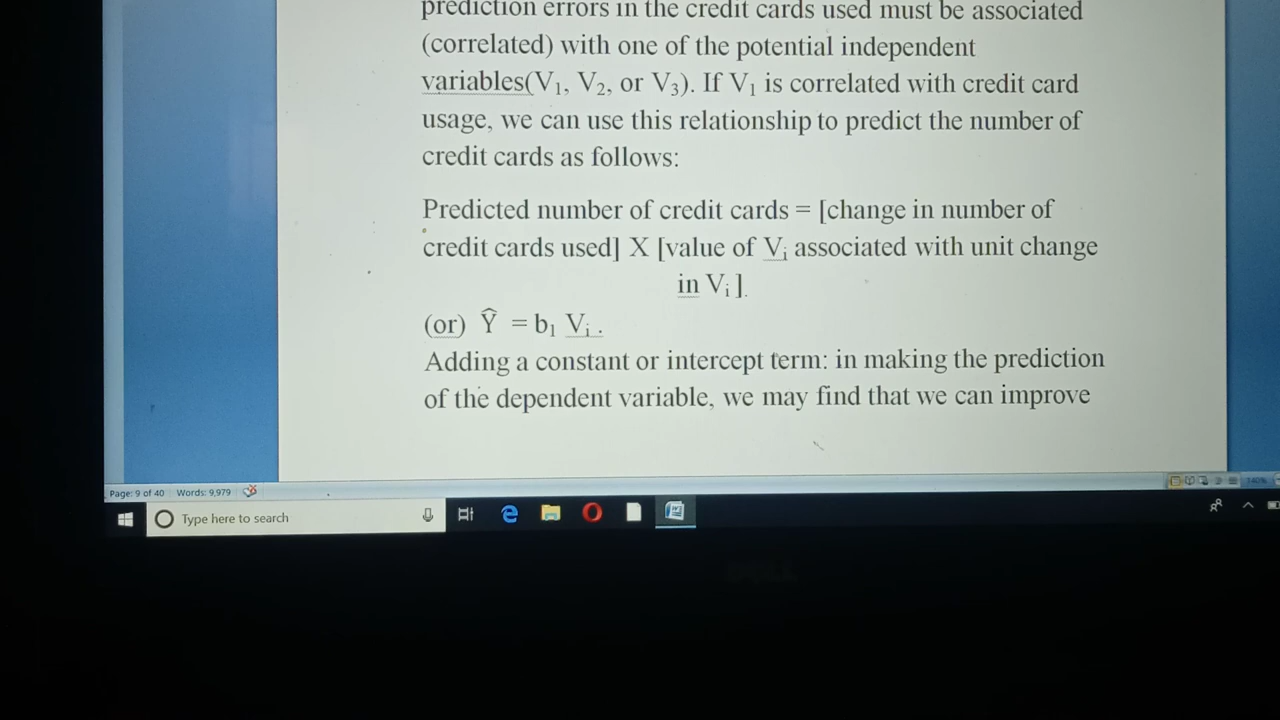 prediction errors in the credit cards used must be associated
(correlated) with one of the potential independent
variables(V₁, V₂, or V₃). If V₁ is correlated with credit card
usage, we can use this relationship to predict the number of
credit cards as follows:
Predicted number of credit cards = [change in number of
credit cards used] X [value of Vᵢ associated with unit change
in Vᵢ].
(or) Ŷ = b₁ Vᵢ.
Adding a constant or intercept term: in making the prediction
of the dependent variable, we may find that we can improve
Page: 9 of 40 Words: 9,979
140%
Type here to search